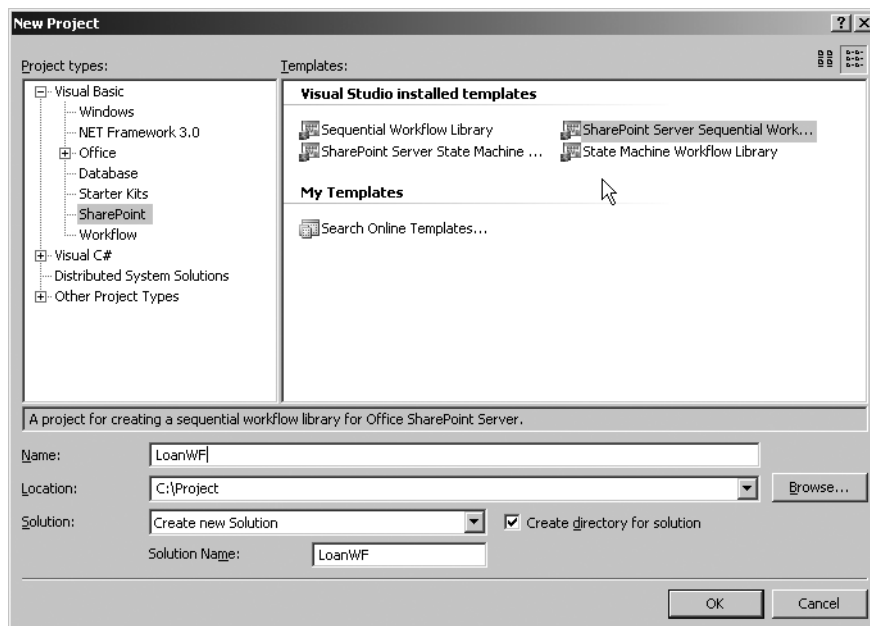 New Project
Project types:
Templates:
Visual Basic
Windows
.NET Framework 3.0
Office
Database
Starter Kits
SharePoint
Workflow
Visual C#
Distributed System Solutions
Other Project Types
Visual Studio installed templates
Sequential Workflow Library
SharePoint Server Sequential Work...
SharePoint Server State Machine ...
State Machine Workflow Library
My Templates
Search Online Templates...
A project for creating a sequential workflow library for Office SharePoint Server.
Name:
LoanWF
Location:
C:\Project
Browse...
Solution:
Create new Solution
Create directory for solution
Solution Name:
LoanWF
OK
Cancel